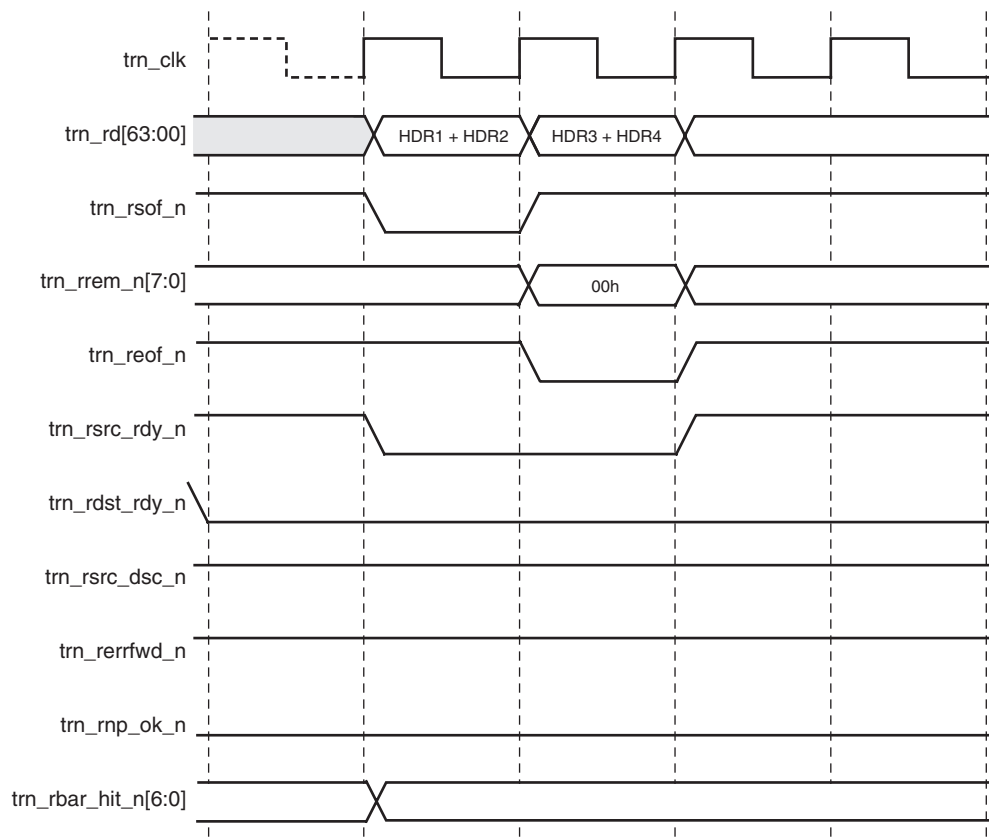 trn_clk
trn_rd[63:00]
HDR1 + HDR2
HDR3 + HDR4
trn_rsof_n
trn_rrem_n[7:0]
00h
trn_reof_n
trn_rsrc_rdy_n
trn_rdst_rdy_n
trn_rsrc_dsc_n
trn_rerrfwd_n
trn_rnp_ok_n
trn_rbar_hit_n[6:0]